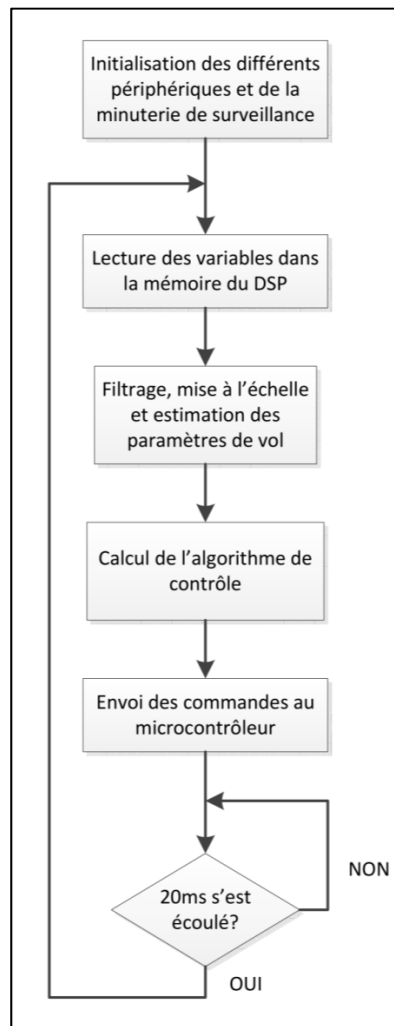 Initialisation des différents
périphériques et de la
minuterie de surveillance
Lecture des variables dans
la mémoire du DSP
Filtrage, mise à l'échelle
et estimation des
paramètres de vol
Calcul de l'algorithme de
contrôle
Envoi des commandes au
microcontrôleur
20ms s'est
écoulé?
NON
OUI